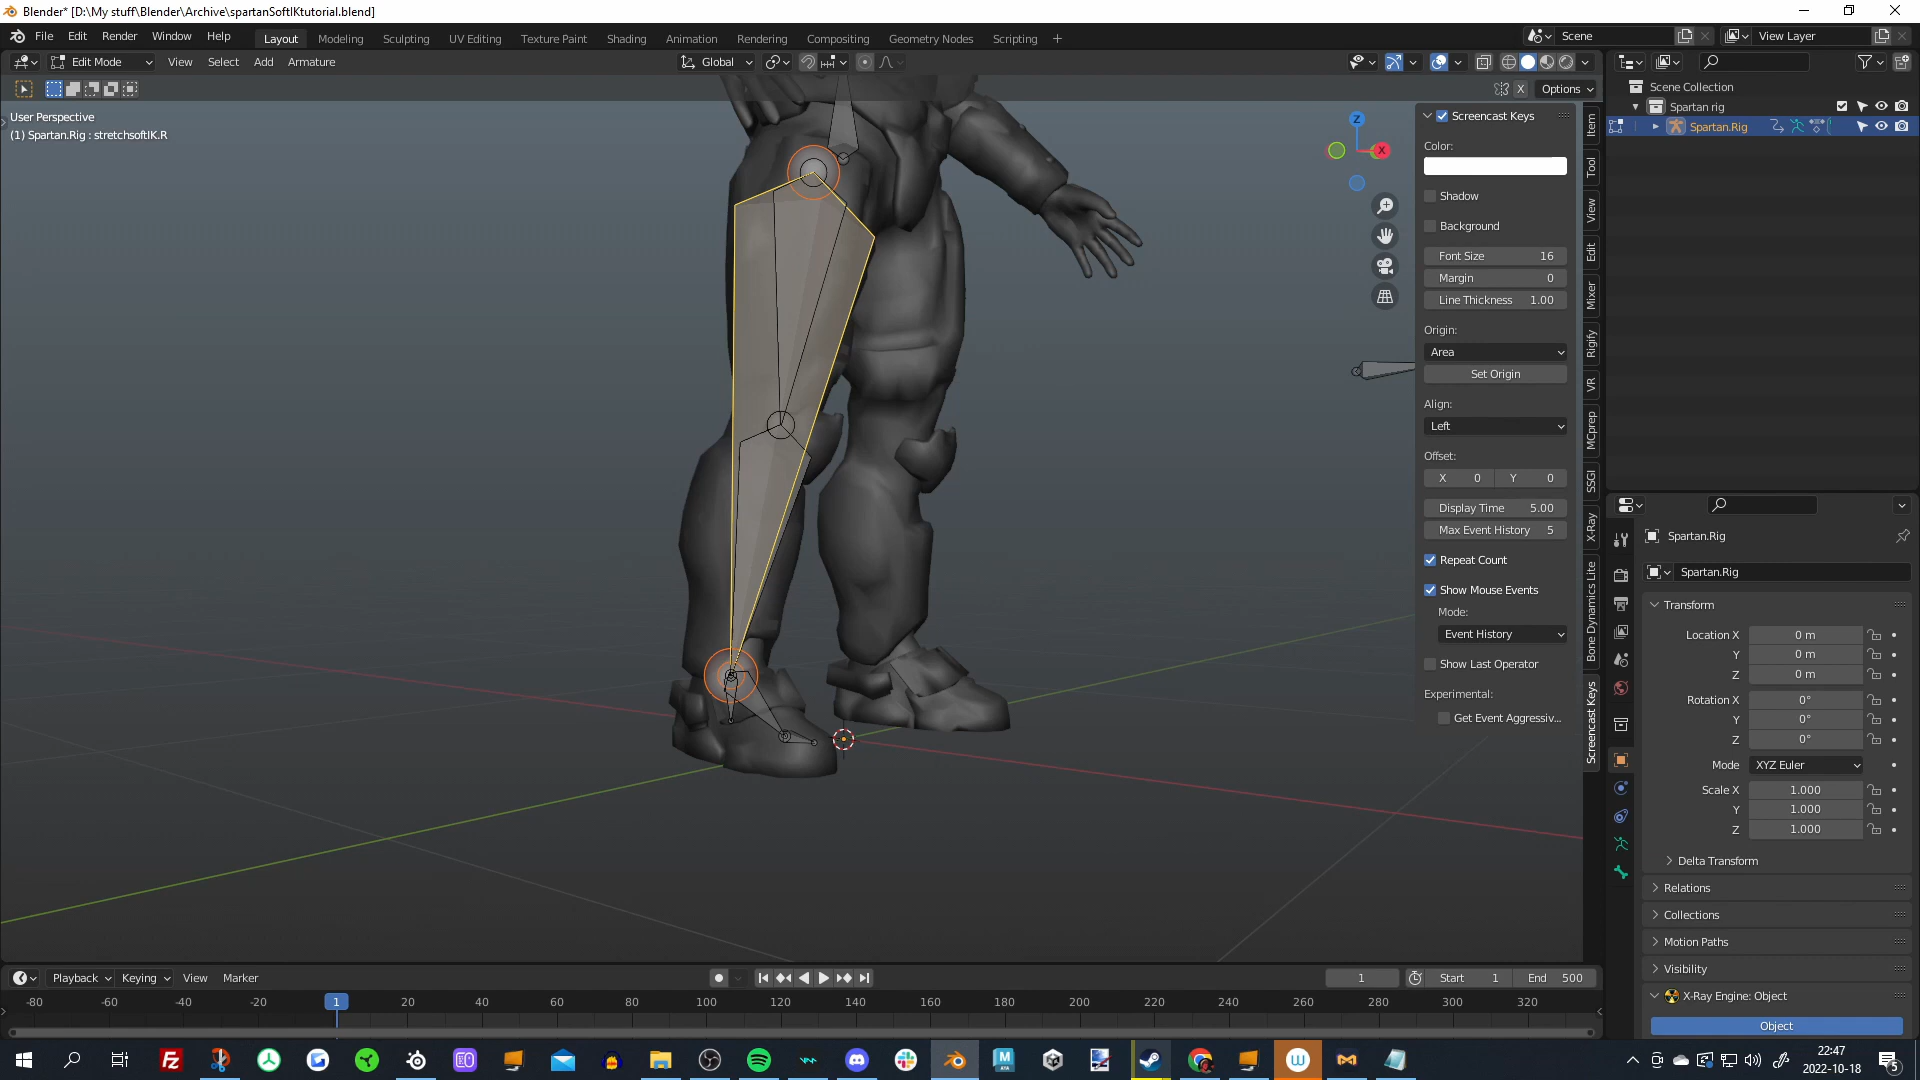 Blender* [D:\My stuff\Blender\Archive\spartanSoftIKtutorial.blend]
File Edit Render Window Help Layout Modeling Sculpting UV Editing Texture Paint Shading Animation Rendering Compositing Geometry Nodes Scripting + Scene View Layer
Edit Mode View Select Add Armature Global
X Options
User Perspective
(1) Spartan.Rig : stretchsoftIK.R
Z
X
Screencast Keys
Color:
Shadow
Background
Font Size 16
Margin 0
Line Thickness 1.00
Origin:
Area
Set Origin
Align:
Left
Offset:
X 0 Y 0
Display Time 5.00
Max Event History 5
Repeat Count
Show Mouse Events
Mode:
Event History
Show Last Operator
Experimental:
Get Event Aggressiv...
Item
Tool
View
Edit
Mixer
Rigify
VR
MCprep
SSGI
X-Ray
Bone Dynamics Lite
Screencast Keys
Scene Collection
Spartan rig
Spartan.Rig
Spartan.Rig
Spartan.Rig
Transform
Location X 0 m
Y 0 m
Z 0 m
Rotation X 0°
Y 0°
Z 0°
Mode XYZ Euler
Scale X 1.000
Y 1.000
Z 1.000
Delta Transform
Relations
Collections
Motion Paths
Visibility
X-Ray Engine: Object
Object
Playback Keying View Marker 1 Start 1 End 500
-80 -60 -40 -20 1 20 40 60 80 100 120 140 160 180 200 220 240 260 280 300 320
22:47
2022-10-18
5